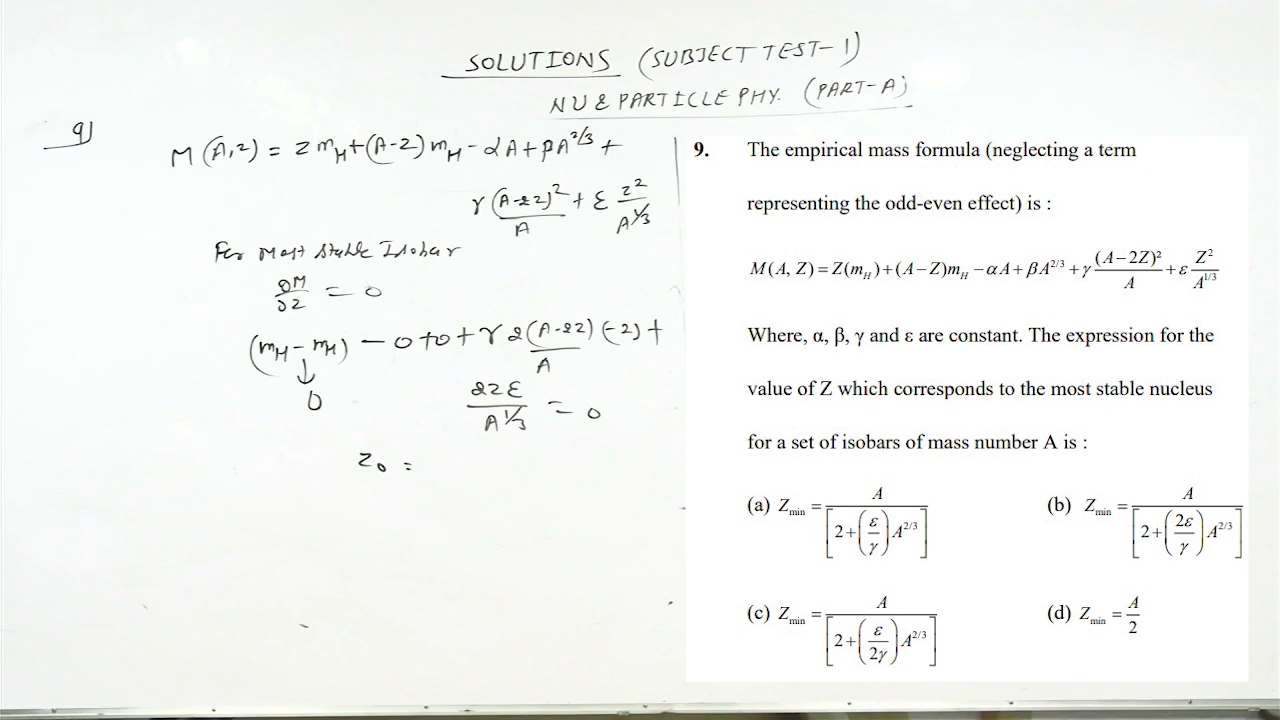 SOLUTIONS (SUBJECT TEST-1)
NU & PARTICLE PHY. (PART-A)
9)
M(A,Z) = Z m_H + (A-Z) m_H - αA + βA^{2/3} +
γ (A-2Z)^2 / A + ε Z^2 / A^{1/3}
For Most Stable Isobar
∂M/∂Z = 0
(m_H - m_H) - 0 + 0 + γ 2(A-2Z)(-2) / A +
↓
0
2Zε / A^{1/3} = 0
Z_0 =
9. The empirical mass formula (neglecting a term
representing the odd-even effect) is :
M(A, Z) = Z(m_H) + (A-Z)m_H - αA + βA^{2/3} + γ (A-2Z)² / A + ε Z² / A^{1/3}
Where, α, β, γ and ε are constant. The expression for the
value of Z which corresponds to the most stable nucleus
for a set of isobars of mass number A is :
(a) Z_min = A / [2+(ε/γ)A^{2/3}] (b) Z_min = A / [2+(2ε/γ)A^{2/3}]
(c) Z_min = A / [2+(ε/2γ)A^{2/3}] (d) Z_min = A/2